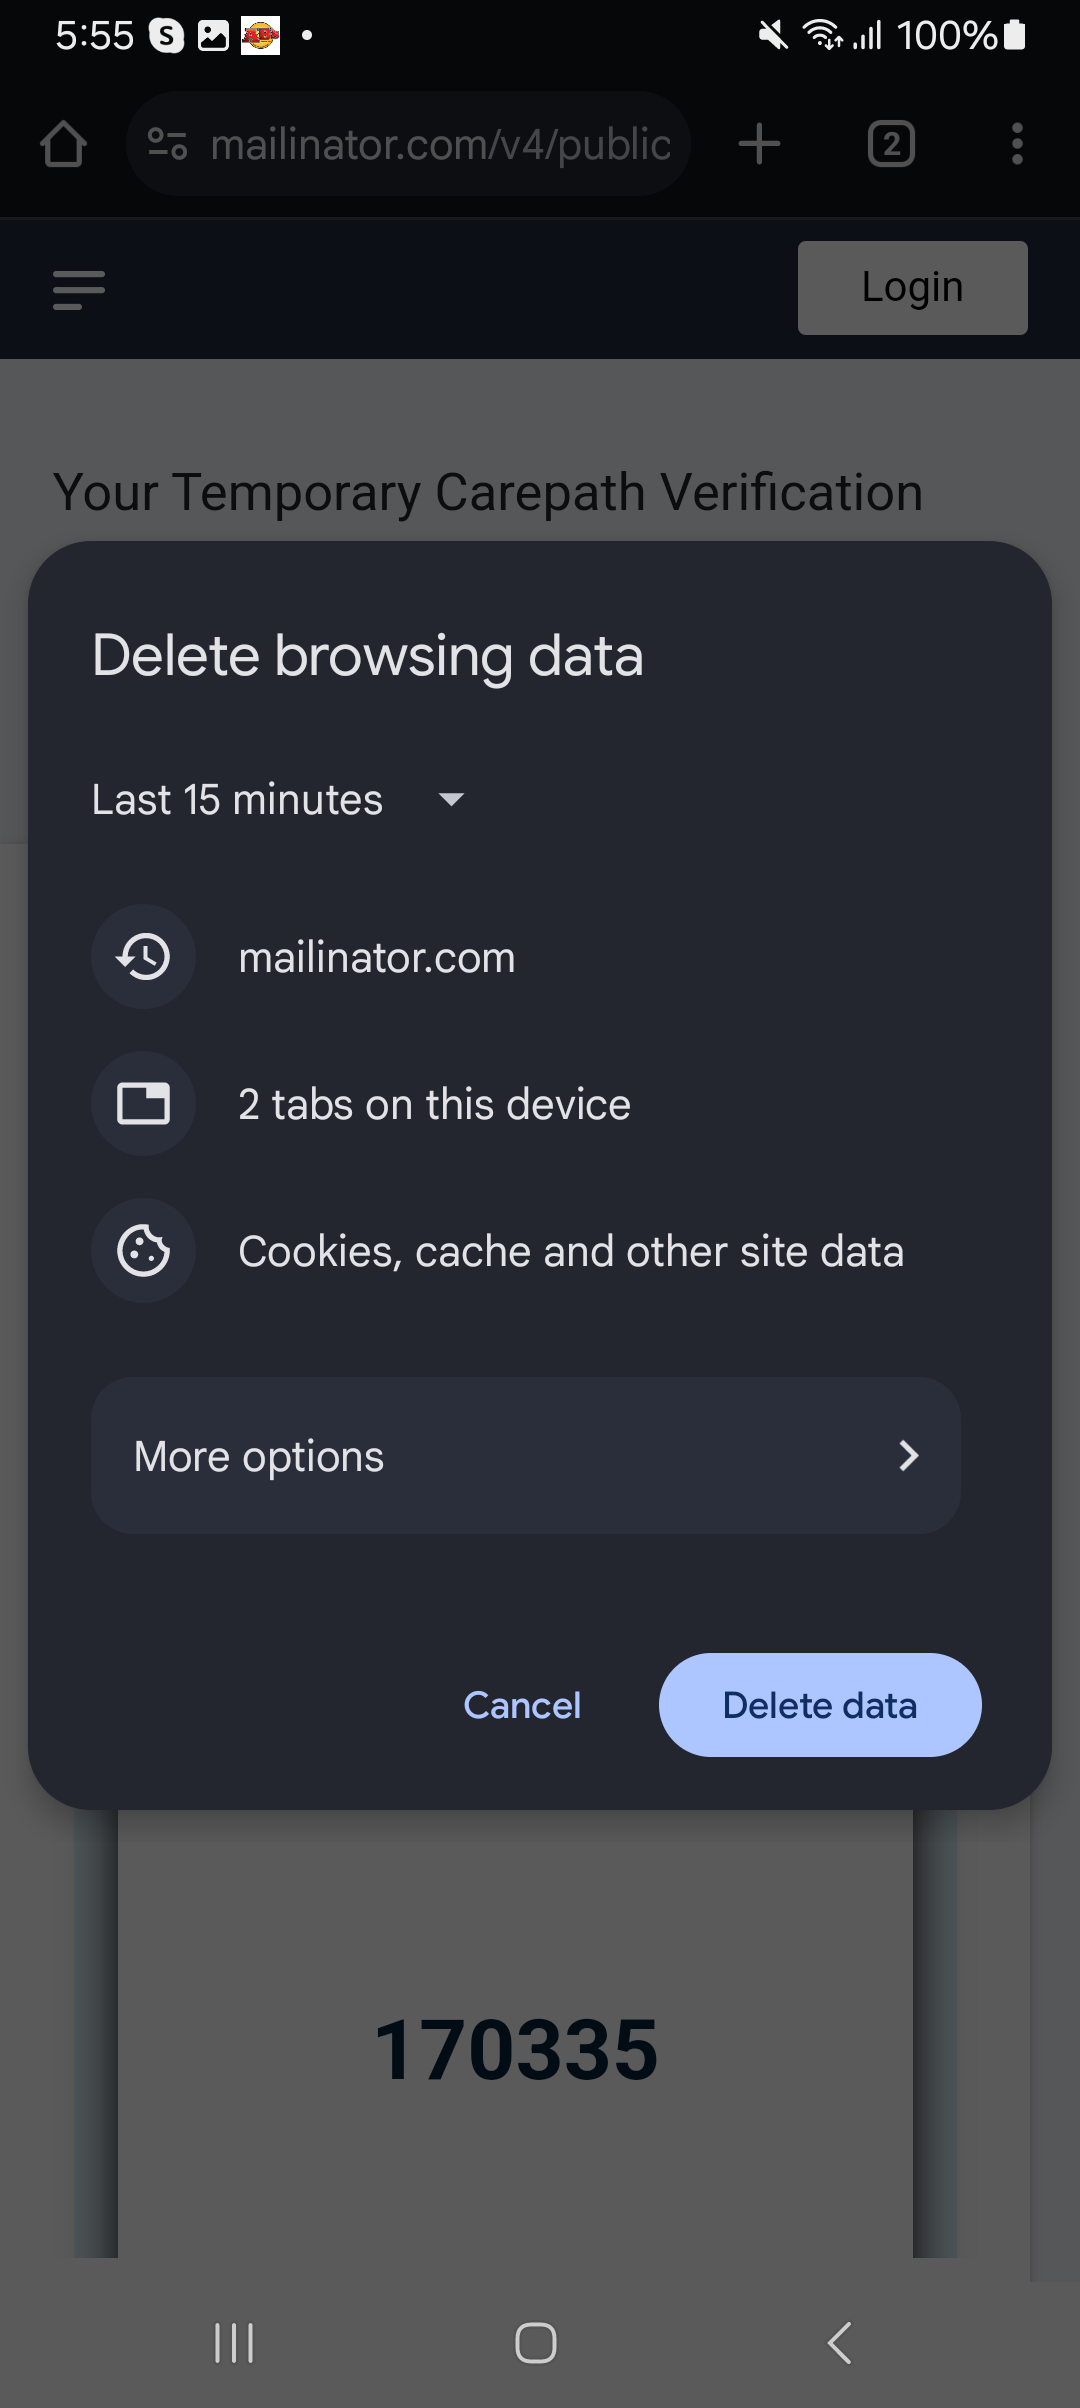 5:55
100%
mailinator.com/v4/public
2
Login
Your Temporary Carepath Verification
Delete browsing data
Last 15 minutes
mailinator.com
2 tabs on this device
Cookies, cache and other site data
More options
Cancel
Delete data
170335